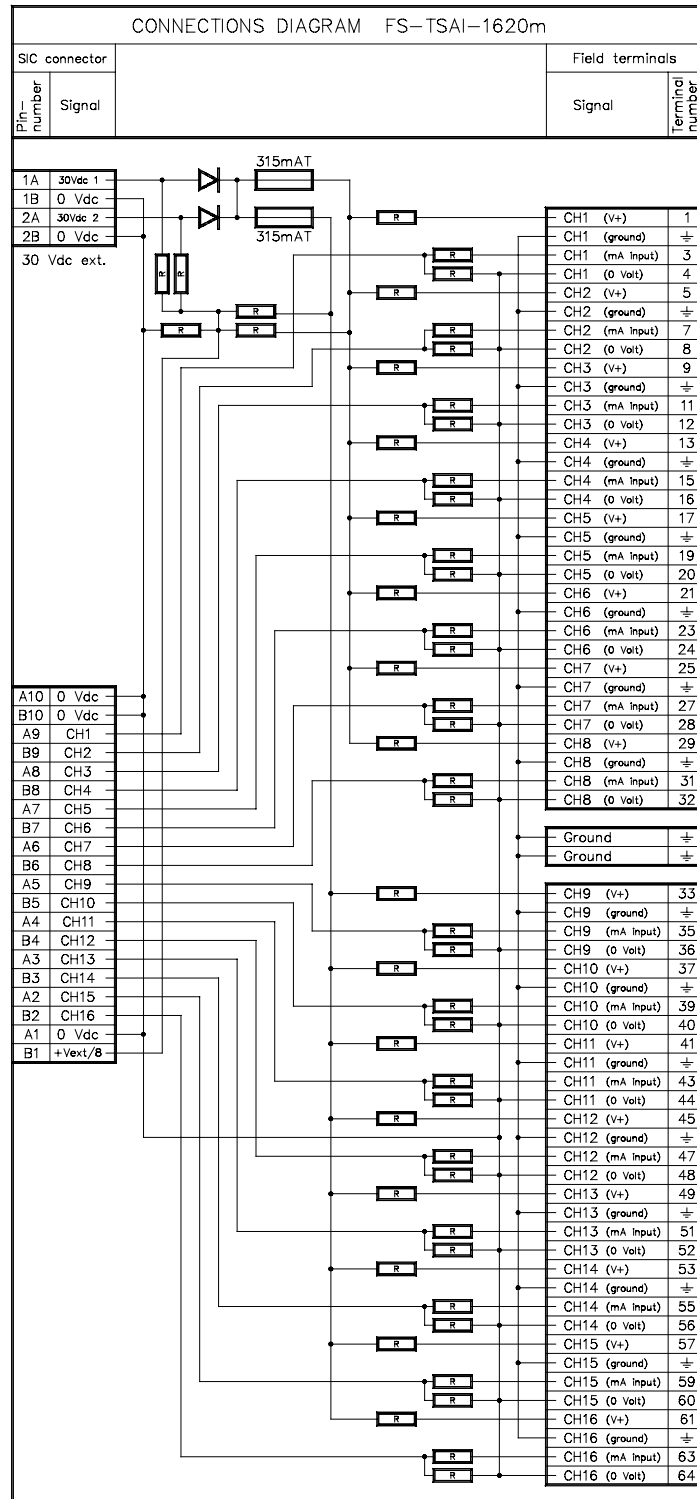 CONNECTIONS DIAGRAM FS-TSAI-1620m
SIC connector
Field terminals
Pin-number
Signal
Signal
Terminal number
315mAT
1A 30Vdc 1
1B 0 Vdc
2A 30Vdc 2
2B 0 Vdc
315mAT
30 Vdc ext.
R
R
R
R
R
R
R CH1 (V+) 1
CH1 (ground) ⏚
R CH1 (mA input) 3
R CH1 (0 Volt) 4
R CH2 (V+) 5
CH2 (ground) ⏚
R CH2 (mA input) 7
R CH2 (0 Volt) 8
R CH3 (V+) 9
CH3 (ground) ⏚
R CH3 (mA input) 11
R CH3 (0 Volt) 12
R CH4 (V+) 13
CH4 (ground) ⏚
R CH4 (mA input) 15
R CH4 (0 Volt) 16
R CH5 (V+) 17
CH5 (ground) ⏚
R CH5 (mA input) 19
R CH5 (0 Volt) 20
R CH6 (V+) 21
CH6 (ground) ⏚
R CH6 (mA input) 23
R CH6 (0 Volt) 24
R CH7 (V+) 25
CH7 (ground) ⏚
R CH7 (mA input) 27
R CH7 (0 Volt) 28
R CH8 (V+) 29
CH8 (ground) ⏚
R CH8 (mA input) 31
R CH8 (0 Volt) 32
A10 0 Vdc
B10 0 Vdc
A9 CH1
B9 CH2
A8 CH3
B8 CH4
A7 CH5
B7 CH6
A6 CH7
B6 CH8
A5 CH9
B5 CH10
A4 CH11
B4 CH12
A3 CH13
B3 CH14
A2 CH15
B2 CH16
A1 0 Vdc
B1 +Vext/8
Ground ⏚
Ground ⏚
R CH9 (V+) 33
CH9 (ground) ⏚
R CH9 (mA input) 35
R CH9 (0 Volt) 36
R CH10 (V+) 37
CH10 (ground) ⏚
R CH10 (mA input) 39
R CH10 (0 Volt) 40
R CH11 (V+) 41
CH11 (ground) ⏚
R CH11 (mA input) 43
R CH11 (0 Volt) 44
R CH12 (V+) 45
CH12 (ground) ⏚
R CH12 (mA input) 47
R CH12 (0 Volt) 48
R CH13 (V+) 49
CH13 (ground) ⏚
R CH13 (mA input) 51
R CH13 (0 Volt) 52
R CH14 (V+) 53
CH14 (ground) ⏚
R CH14 (mA input) 55
R CH14 (0 Volt) 56
R CH15 (V+) 57
CH15 (ground) ⏚
R CH15 (mA input) 59
R CH15 (0 Volt) 60
R CH16 (V+) 61
CH16 (ground) ⏚
R CH16 (mA input) 63
R CH16 (0 Volt) 64